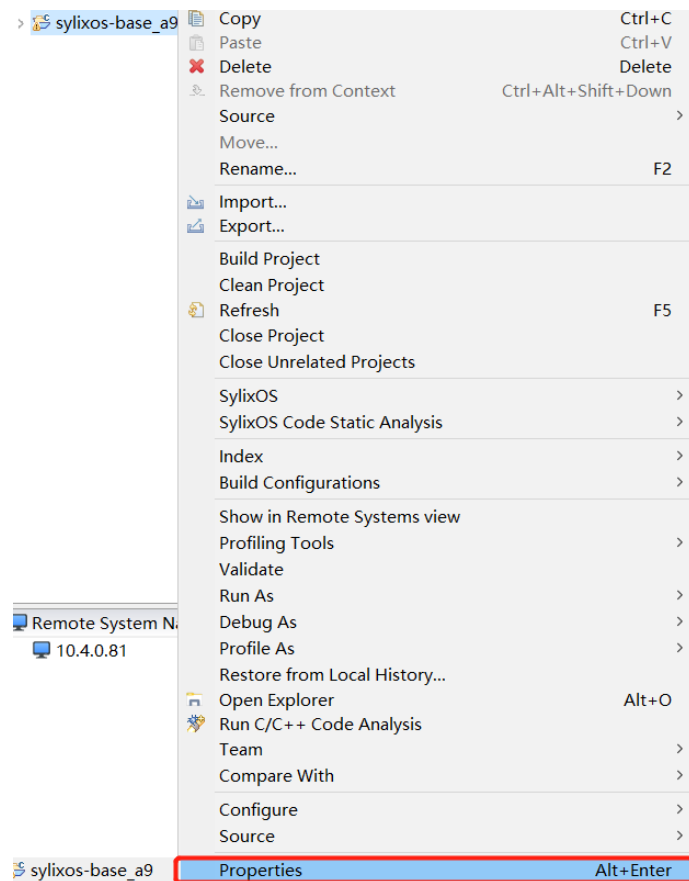 sylixos-base_a9
Copy Ctrl+C
Paste Ctrl+V
Delete Delete
Remove from Context Ctrl+Alt+Shift+Down
Source
Move...
Rename... F2
Import...
Export...
Build Project
Clean Project
Refresh F5
Close Project
Close Unrelated Projects
SylixOS
SylixOS Code Static Analysis
Index
Build Configurations
Show in Remote Systems view
Profiling Tools
Validate
Run As
Remote System Na
Debug As
10.4.0.81
Profile As
Restore from Local History...
Open Explorer Alt+O
Run C/C++ Code Analysis
Team
Compare With
Configure
Source
sylixos-base_a9
Properties Alt+Enter